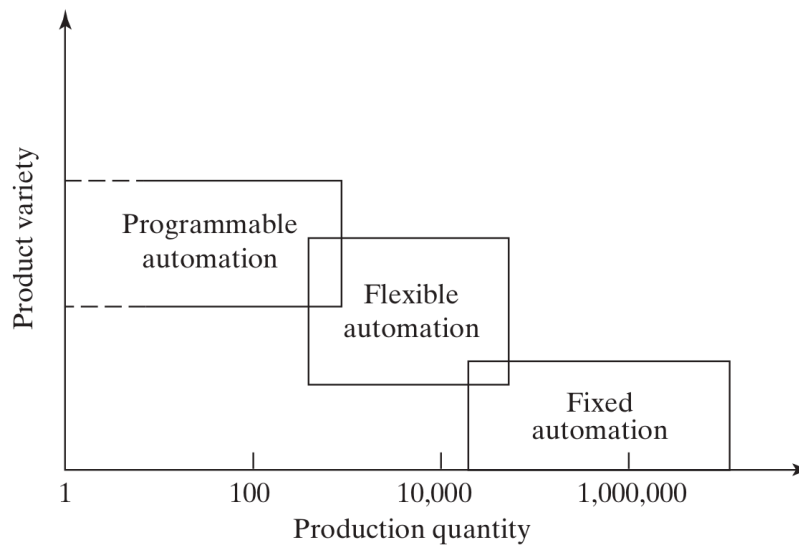 Product variety
Programmable
automation
Flexible
automation
Fixed
automation
1
100
10,000
1,000,000
Production quantity